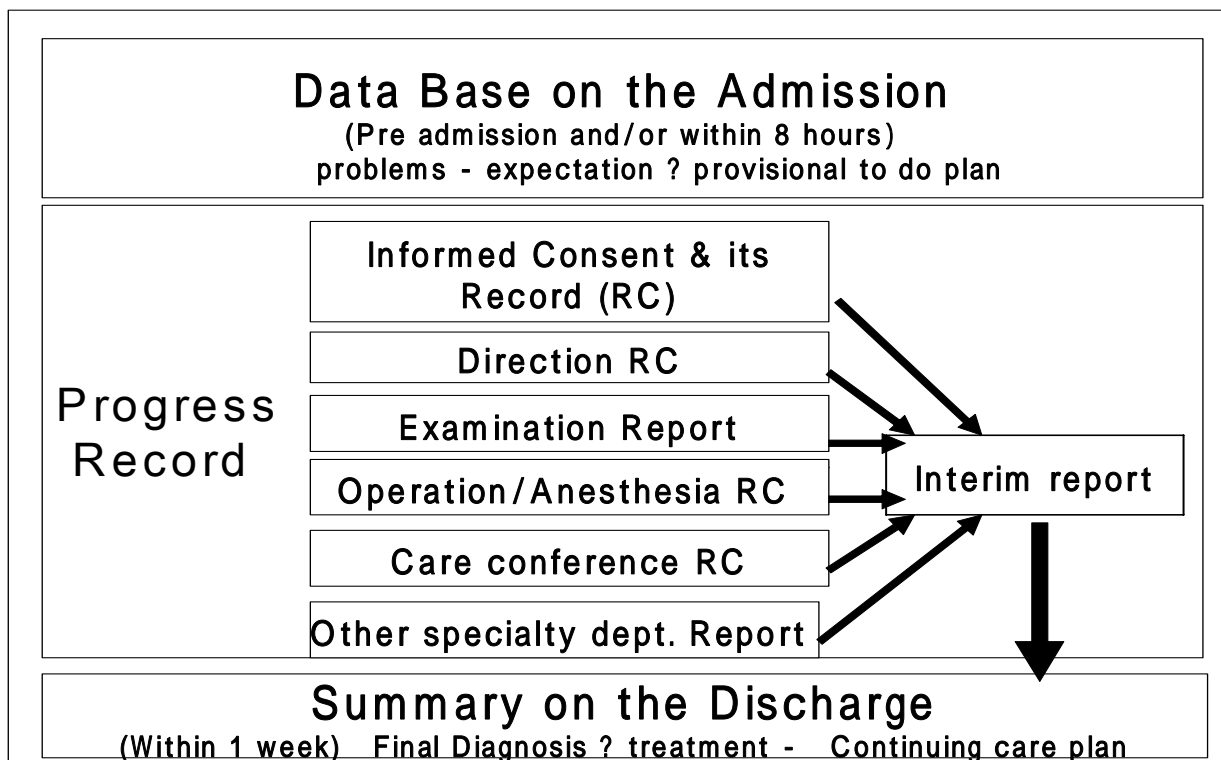 Data Base on the Admission
(Pre admission and/or within 8 hours)
problems - expectation ? provisional to do plan
Progress
Record
Informed Consent & its
Record (RC)
Direction RC
Examination Report
Operation/Anesthesia RC
Care conference RC
Other specialty dept. Report
Interim report
Summary on the Discharge
(Within 1 week) Final Diagnosis ? treatment - Continuing care plan